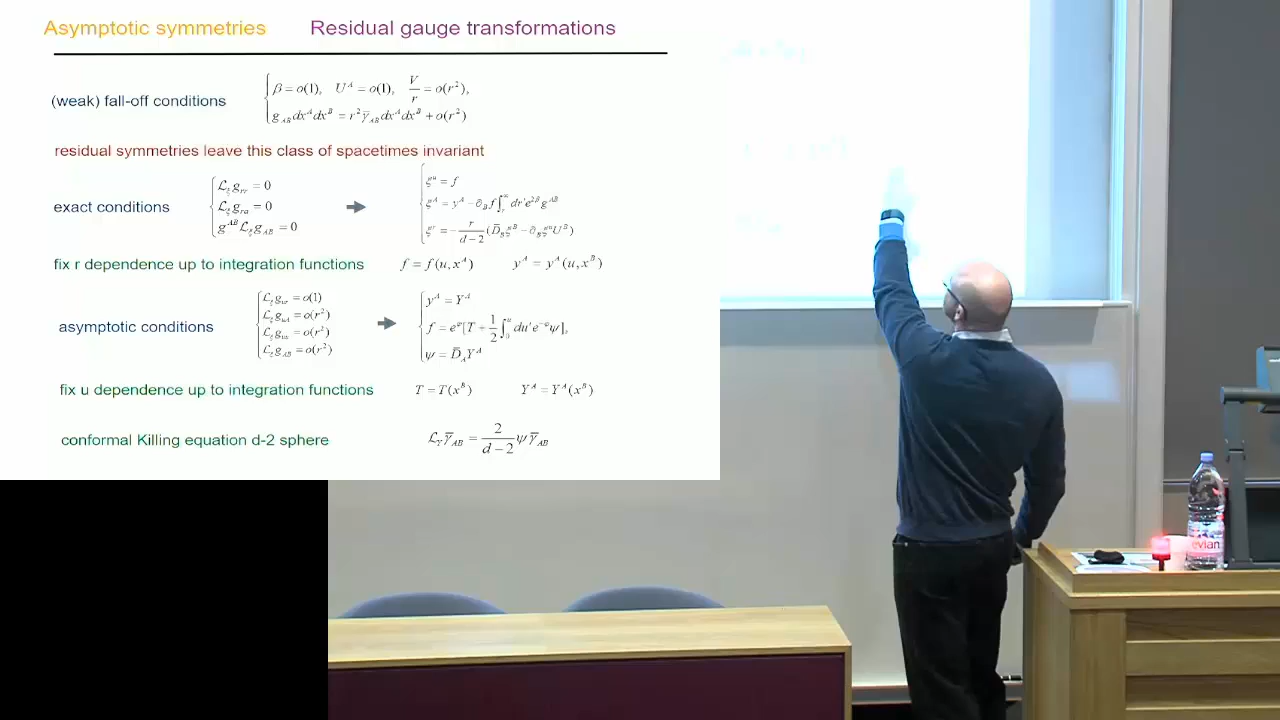 Asymptotic symmetries Residual gauge transformations
(weak) fall-off conditions { β = o(1), U^A = o(1), V/r = o(r²),
g_AB dx^A dx^B = r² γ̄_AB dx^A dx^B + o(r²)
residual symmetries leave this class of spacetimes invariant
exact conditions { L_ξ g_rr = 0
L_ξ g_ra = 0
g^AB L_ξ g_AB = 0
{ ξ^u = f
ξ^A = y^A - ∂_B f ∫_r^∞ dr' e^{2β} g^AB
ξ^r = - r/(d-2) (D̄_B ξ^B - ∂_B ξ^u U^B)
fix r dependence up to integration functions f = f(u, x^A) y^A = y^A(u, x^B)
asymptotic conditions { L_ξ g_ur = o(1)
L_ξ g_uA = o(r²)
L_ξ g_uu = o(r²)
L_ξ g_AB = o(r²)
{ y^A = Y^A
f = e^φ [T + 1/2 ∫_0^u du' e^{-φ} ψ],
ψ = D̄_A Y^A
fix u dependence up to integration functions T = T(x^B) Y^A = Y^A(x^B)
conformal Killing equation d-2 sphere L_Y γ̄_AB = 2/(d-2) ψ γ̄_AB
evian